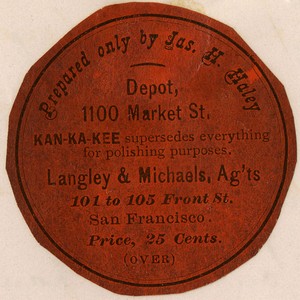 Prepared only by Jas. H. Haley
Depot,
1100 Market St.
KAN-KA-KEE supersedes everything
for polishing purposes.
Langley & Michaels, Ag'ts
101 to 105 Front St.
San Francisco.
Price, 25 Cents.
(OVER)